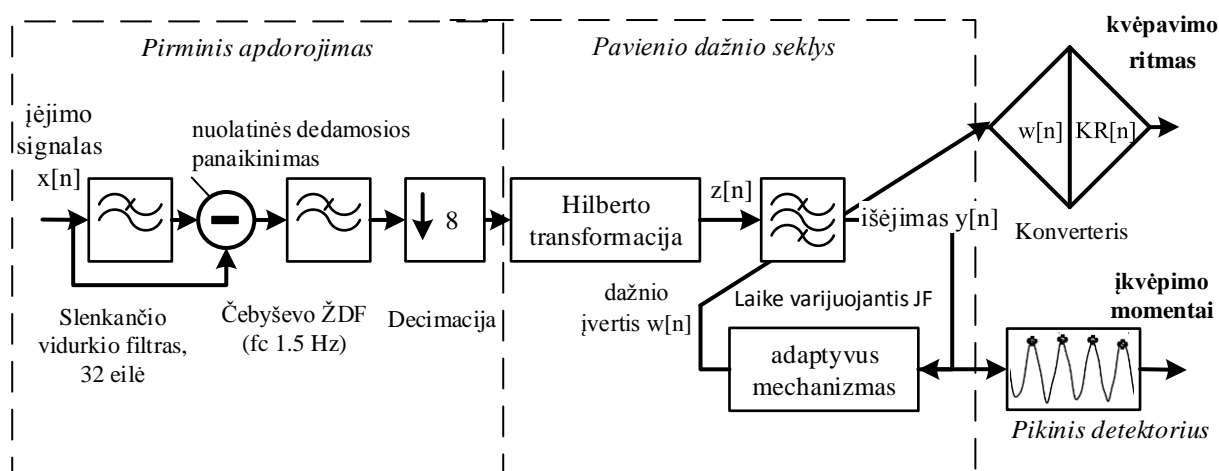 Pirminis apdorojimas
Pavienio dažnio seklys
kvėpavimo
ritmas
įėjimo
signalas
x[n]
nuolatinės dedamosios
panaikinimas
8
Hilberto
transformacija
z[n]
w[n]
KR[n]
išėjimas y[n]
Konverteris
Slenkančio
vidurkio filtras,
32 eilė
Čebyševo ŽDF
(fc 1.5 Hz)
Decimacija
dažnio
įvertis w[n]
Laike varijuojantis JF
adaptyvus
mechanizmas
įkvėpimo
momentai
Pikinis detektorius